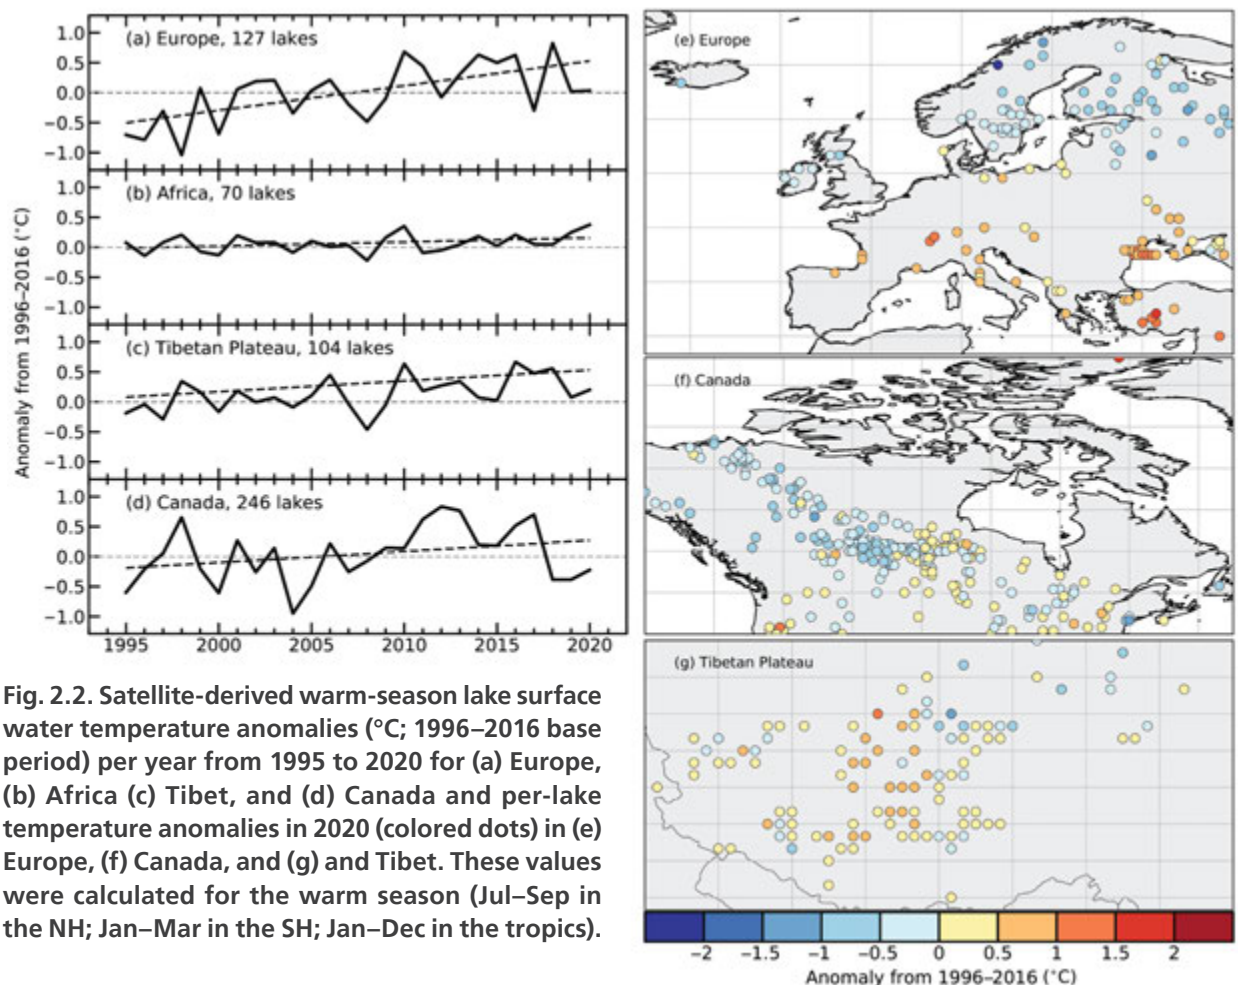 (a) Europe, 127 lakes
1.0
0.5
0.0
−0.5
−1.0
(b) Africa, 70 lakes
1.0
0.5
0.0
−0.5
−1.0
(c) Tibetan Plateau, 104 lakes
1.0
0.5
0.0
−0.5
−1.0
(d) Canada, 246 lakes
1.0
0.5
0.0
−0.5
−1.0
1995 2000 2005 2010 2015 2020
Anomaly from 1996–2016 (°C)
(e) Europe
(f) Canada
(g) Tibetan Plateau
−2 −1.5 −1 −0.5 0 0.5 1 1.5 2
Anomaly from 1996–2016 (°C)
Fig. 2.2. Satellite-derived warm-season lake surface
water temperature anomalies (°C; 1996–2016 base
period) per year from 1995 to 2020 for (a) Europe,
(b) Africa (c) Tibet, and (d) Canada and per-lake
temperature anomalies in 2020 (colored dots) in (e)
Europe, (f) Canada, and (g) and Tibet. These values
were calculated for the warm season (Jul–Sep in
the NH; Jan–Mar in the SH; Jan–Dec in the tropics).